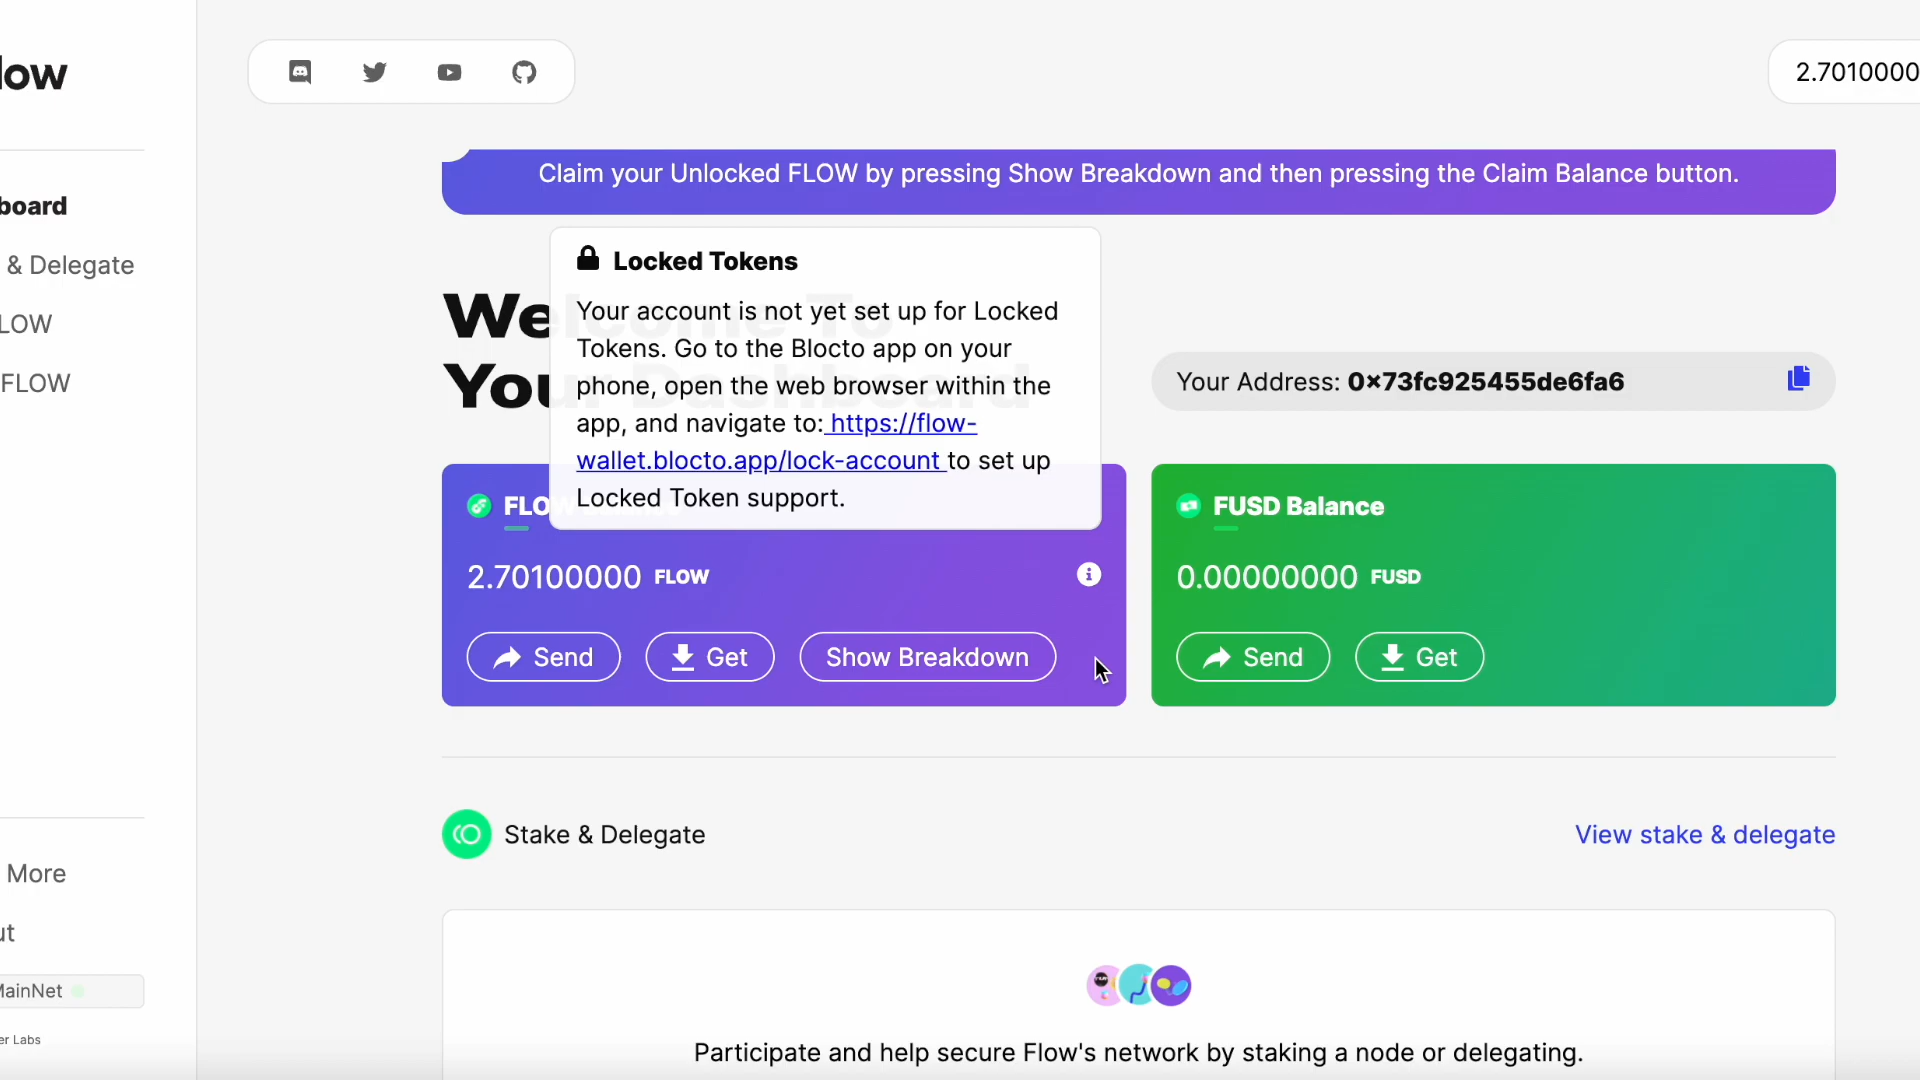 low
2.7010000
Claim your Unlocked FLOW by pressing Show Breakdown and then pressing the Claim Balance button.
board
& Delegate
LOW
FLOW
Welcome To
Your Dashboard
Locked Tokens
Your account is not yet set up for Locked
Tokens. Go to the Blocto app on your
phone, open the web browser within the
app, and navigate to: https://flow-
wallet.blocto.app/lock-account to set up
Locked Token support.
Your Address: 0x73fc925455de6fa6
FLO
2.70100000 FLOW
Send
Get
Show Breakdown
FUSD Balance
0.00000000 FUSD
Send
Get
Stake & Delegate
View stake & delegate
Participate and help secure Flow's network by staking a node or delegating.
More
ut
MainNet
er Labs